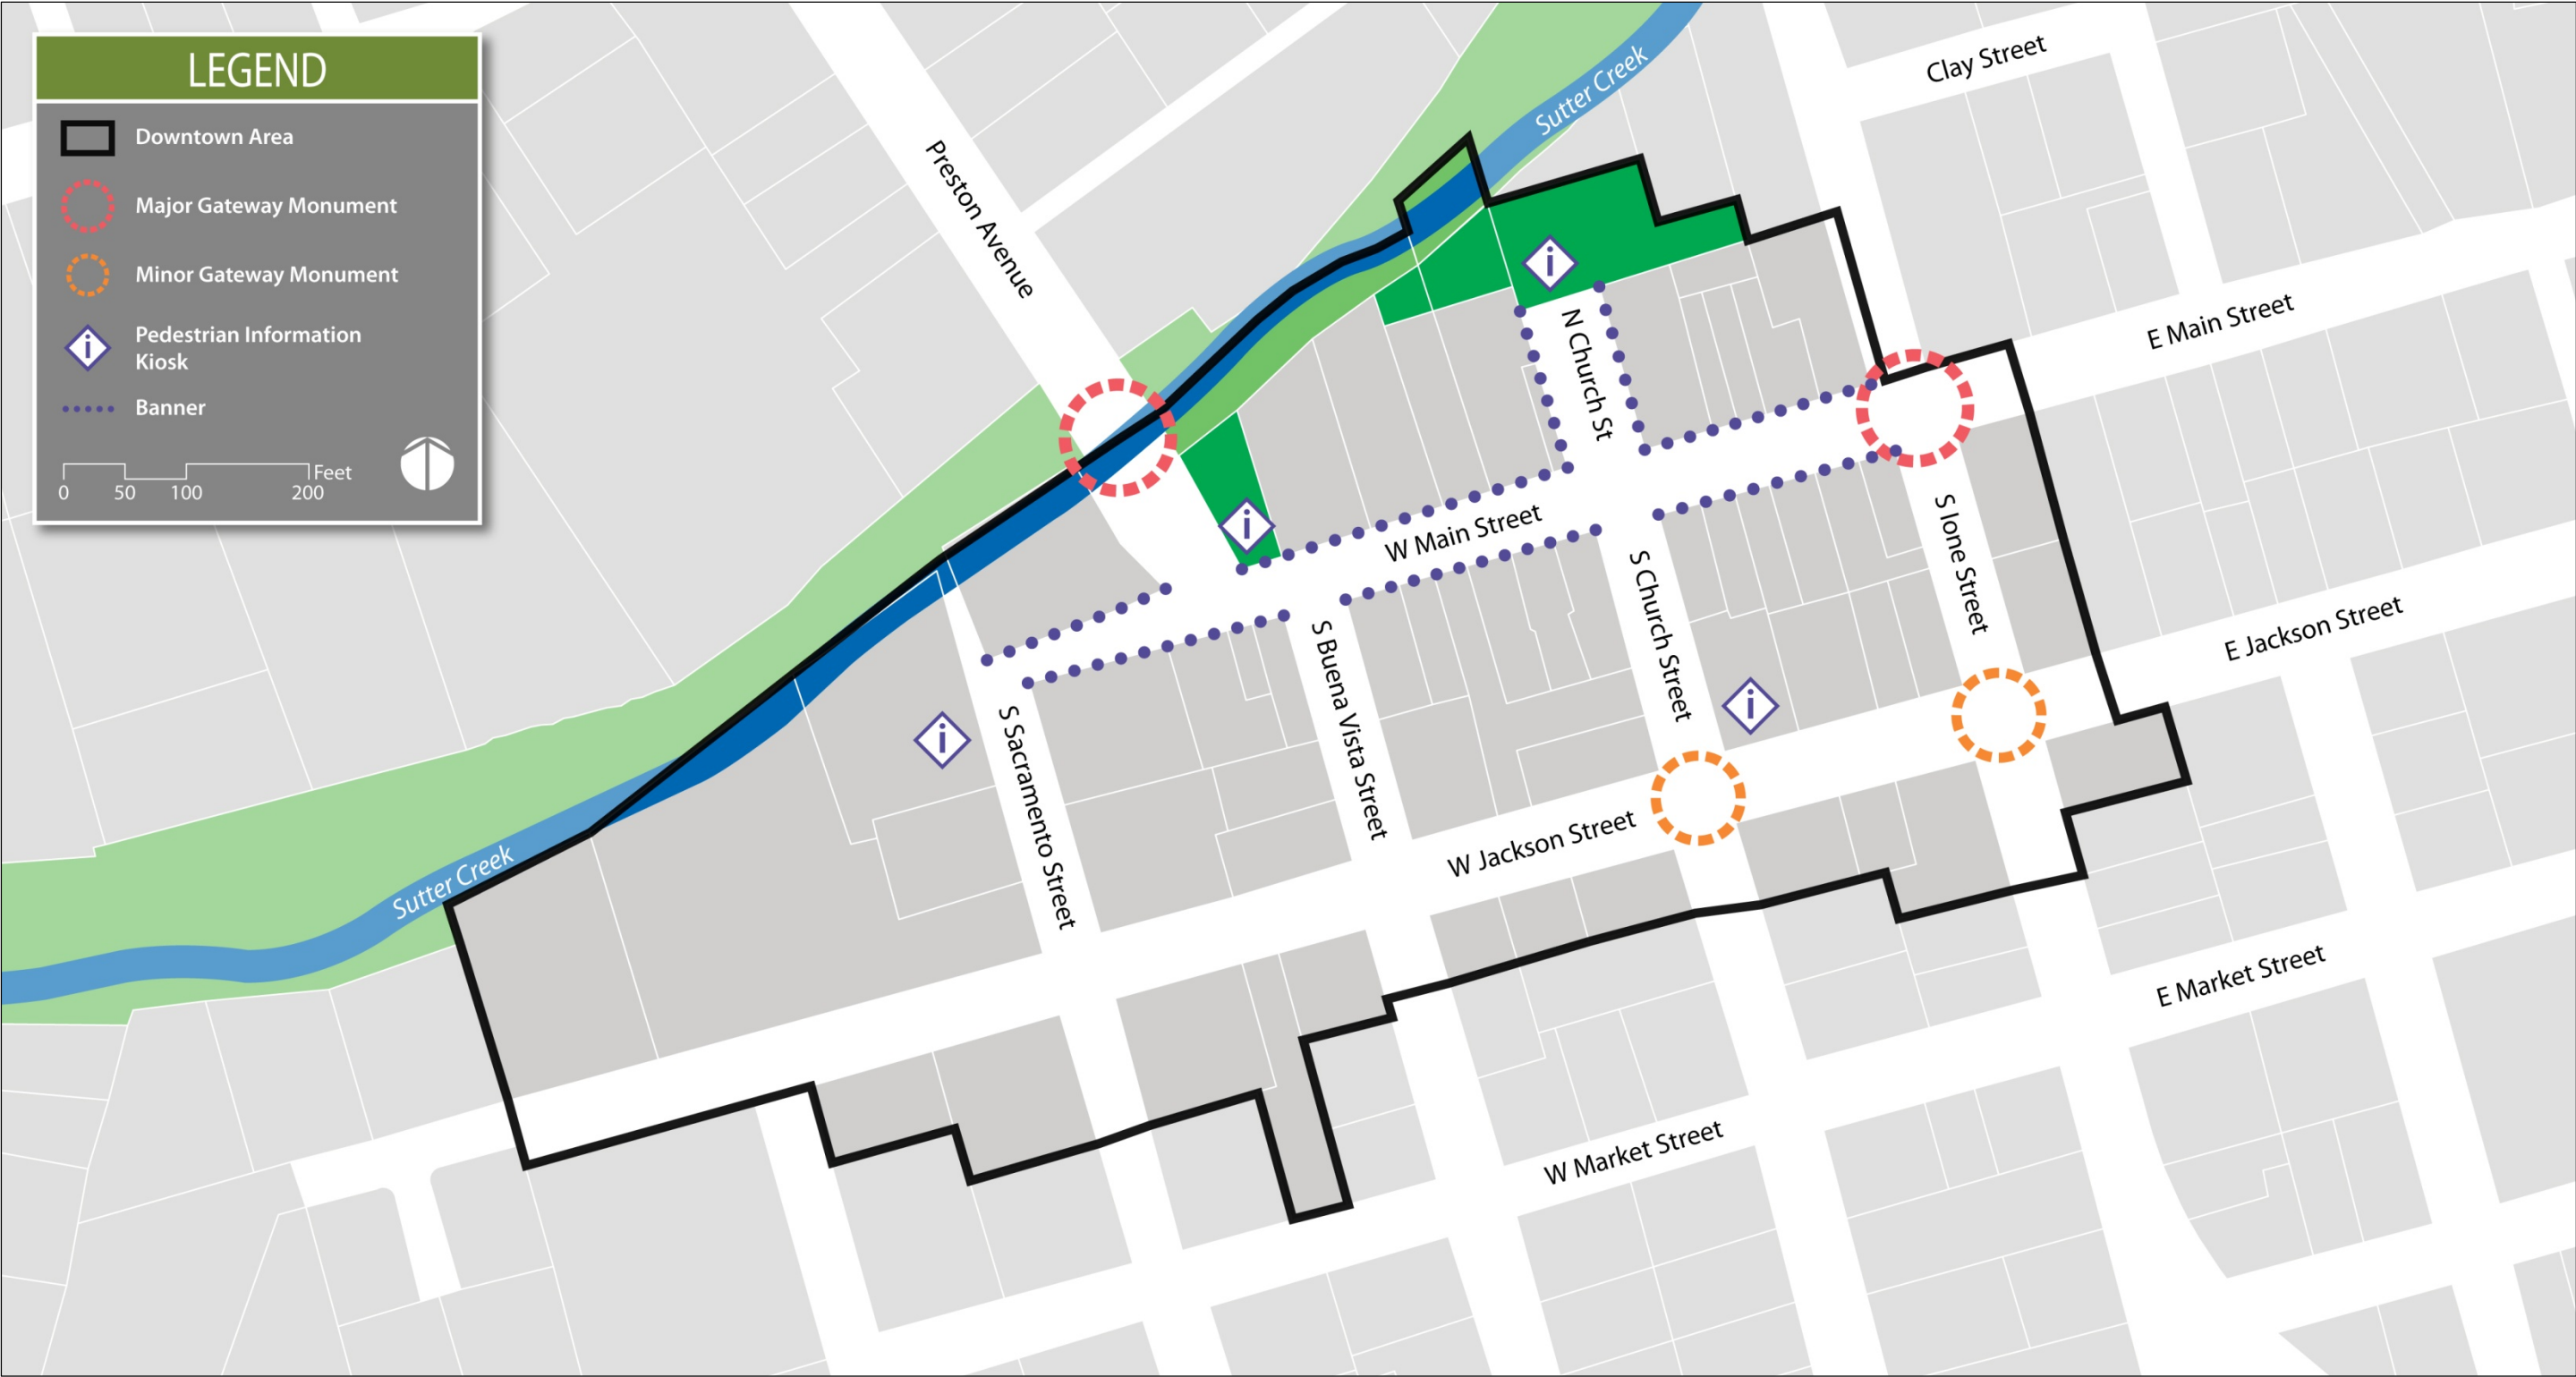 LEGEND
Downtown Area
Major Gateway Monument
Minor Gateway Monument
i
Pedestrian Information
Kiosk
Banner
Feet
0 50 100 200
Clay Street
Sutter Creek
Preston Avenue
i
E Main Street
N Church St
i
W Main Street
S Ione Street
S Church Street
E Jackson Street
S Buena Vista Street
i
i
S Sacramento Street
W Jackson Street
Sutter Creek
E Market Street
W Market Street